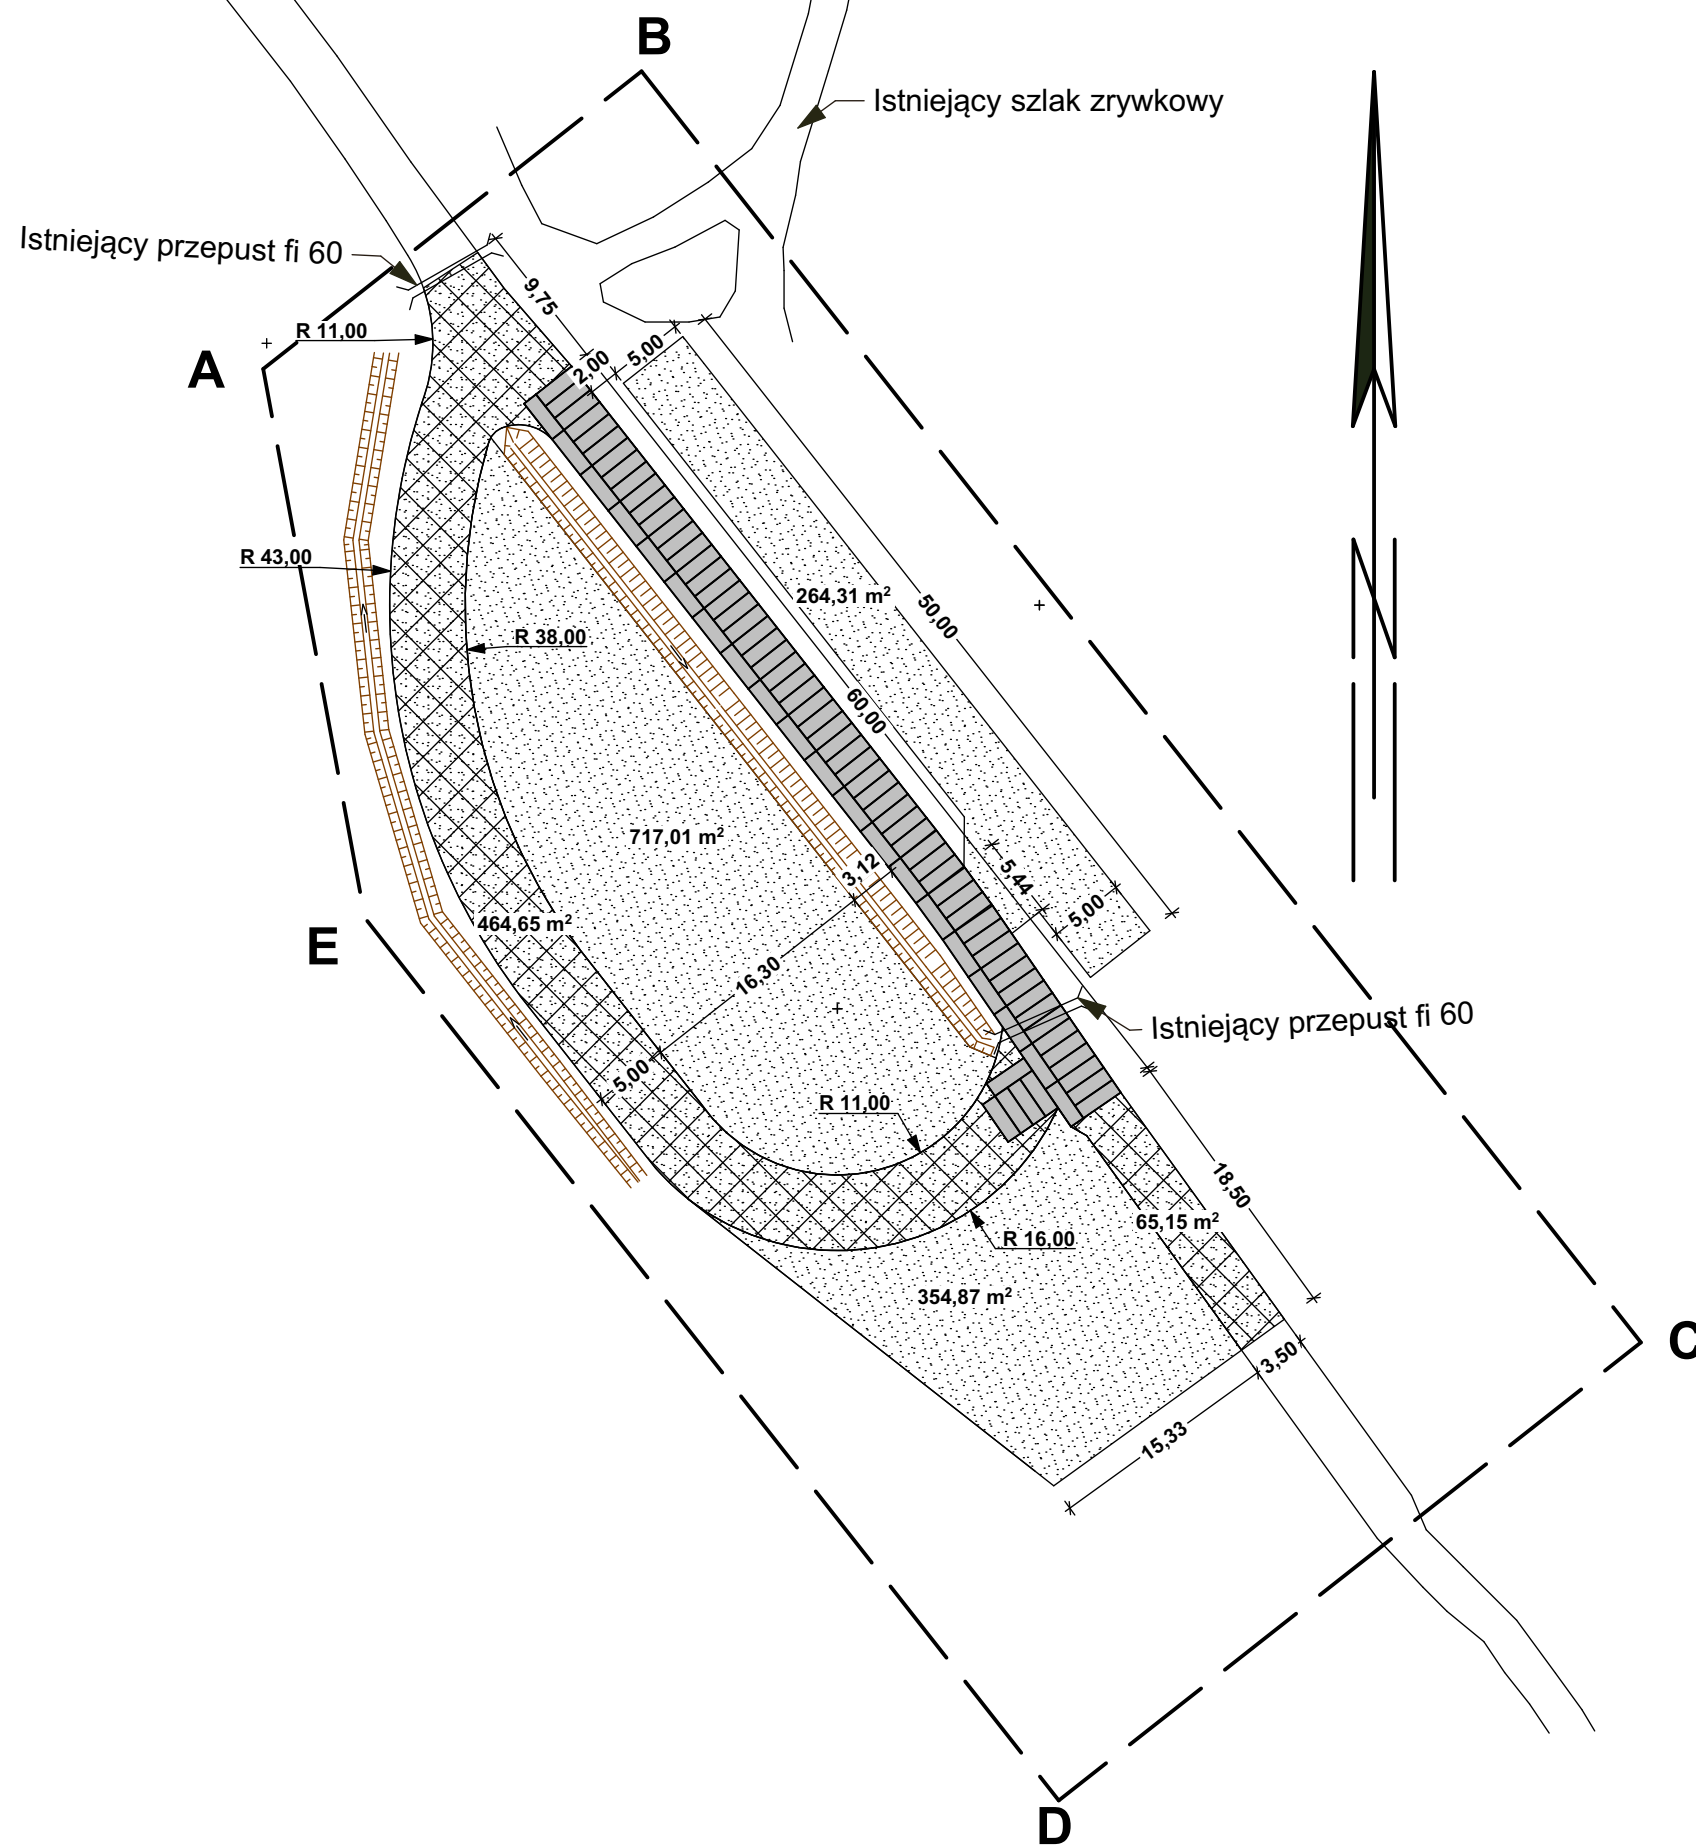 B
Istniejący szlak zrywkowy
Istniejący przepust fi 60
9,75
R 11,00
A
2,00
5,00
R 43,00
264,31 m²
50,00
R 38,00
60,00
N
717,01 m²
3,12
5,44
5,00
464,65 m²
E
16,30
Istniejący przepust fi 60
5,00
R 11,00
18,50
65,15 m²
R 16,00
354,87 m²
C
3,50
15,33
D